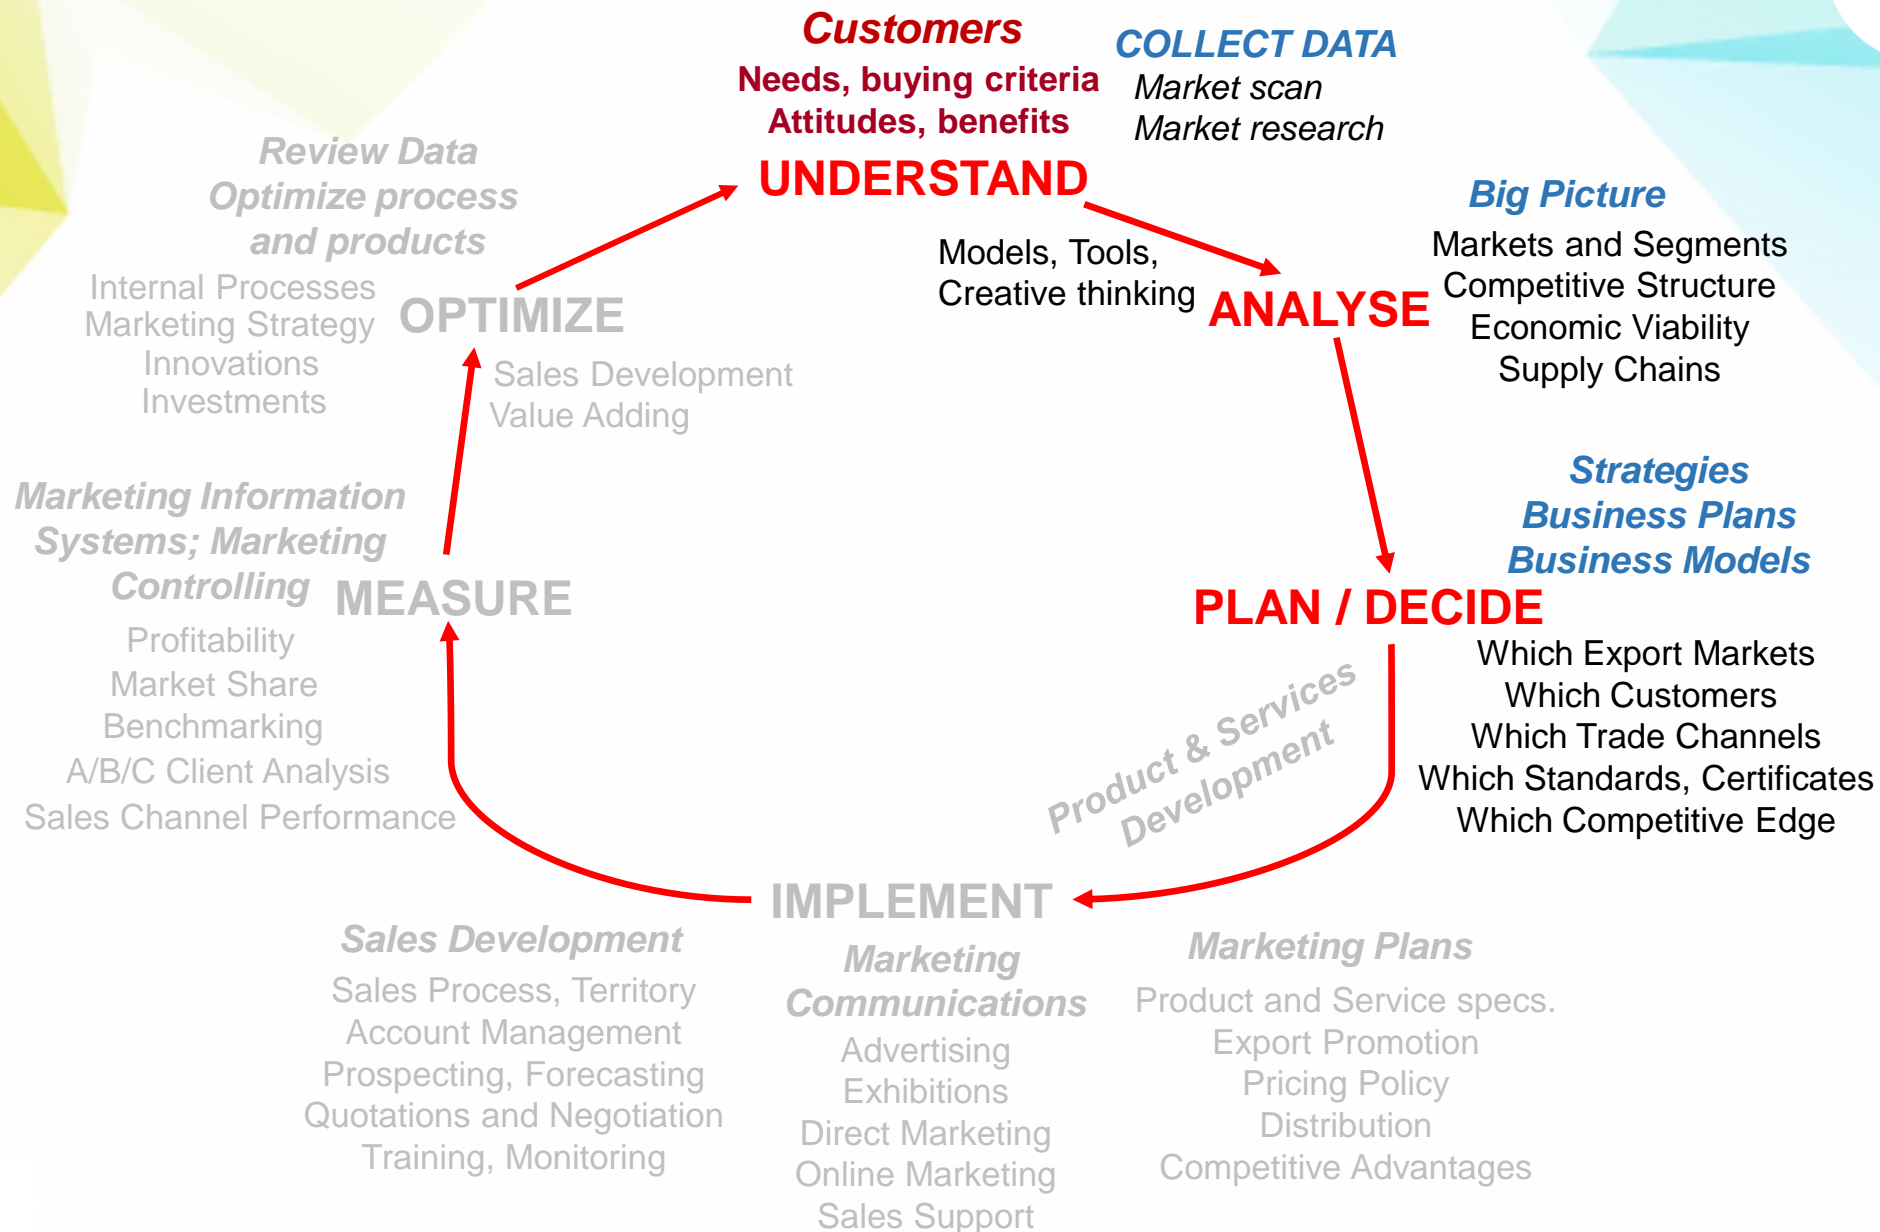 Customers
Needs, buying criteria
Attitudes, benefits
UNDERSTAND
COLLECT DATA
Market scan
Market research
Models, Tools,
Creative thinking
ANALYSE
Big Picture
Markets and Segments
Competitive Structure
Economic Viability
Supply Chains
Strategies
Business Plans
Business Models
PLAN / DECIDE
Which Export Markets
Which Customers
Which Trade Channels
Which Standards, Certificates
Which Competitive Edge
Product & Services
Development
IMPLEMENT
Marketing Plans
Product and Service specs.
Export Promotion
Pricing Policy
Distribution
Competitive Advantages
Marketing
Communications
Advertising
Exhibitions
Direct Marketing
Online Marketing
Sales Support
Sales Development
Sales Process, Territory
Account Management
Prospecting, Forecasting
Quotations and Negotiation
Training, Monitoring
Marketing Information
Systems; Marketing
Controlling
MEASURE
Profitability
Market Share
Benchmarking
A/B/C Client Analysis
Sales Channel Performance
Review Data
Optimize process
and products
Internal Processes
Marketing Strategy
Innovations
Investments
OPTIMIZE
Sales Development
Value Adding